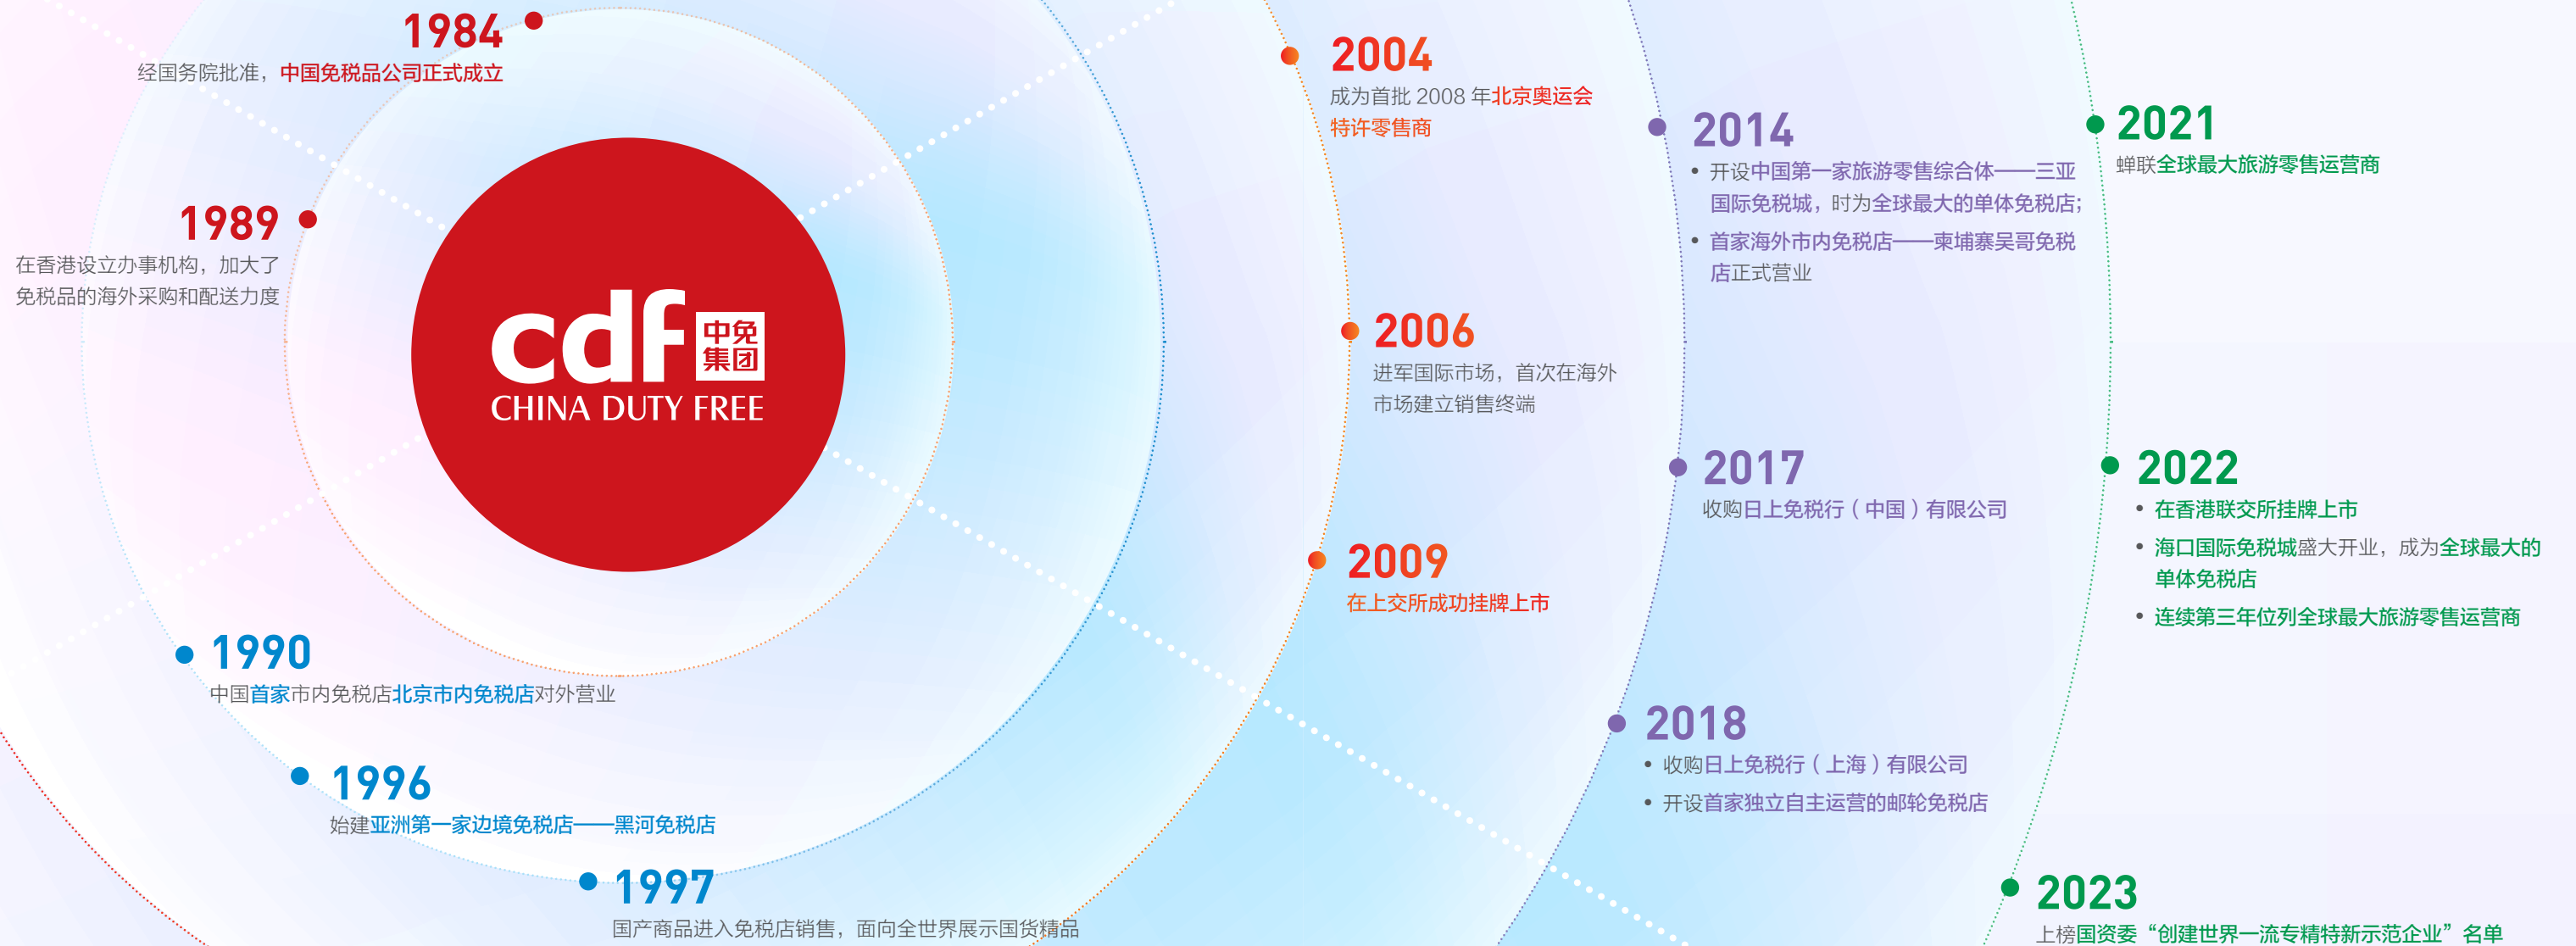 1984
经国务院批准，中国免税品公司正式成立
1989
在香港设立办事机构，加大了
免税品的海外采购和配送力度
cdf 中免
集团
CHINA DUTY FREE
1990
中国首家市内免税店北京市内免税店对外营业
1996
始建亚洲第一家边境免税店——黑河免税店
1997
国产商品进入免税店销售，面向全世界展示国货精品
2004
成为首批 2008 年北京奥运会
特许零售商
2006
进军国际市场，首次在海外
市场建立销售终端
2009
在上交所成功挂牌上市
2014
• 开设中国第一家旅游零售综合体——三亚
国际免税城，时为全球最大的单体免税店；
• 首家海外市内免税店——柬埔寨吴哥免税
店正式营业
2017
收购日上免税行（中国）有限公司
2018
• 收购日上免税行（上海）有限公司
• 开设首家独立自主运营的邮轮免税店
2021
蝉联全球最大旅游零售运营商
2022
• 在香港联交所挂牌上市
• 海口国际免税城盛大开业，成为全球最大的
单体免税店
• 连续第三年位列全球最大旅游零售运营商
2023
上榜国资委“创建世界一流专精特新示范企业”名单